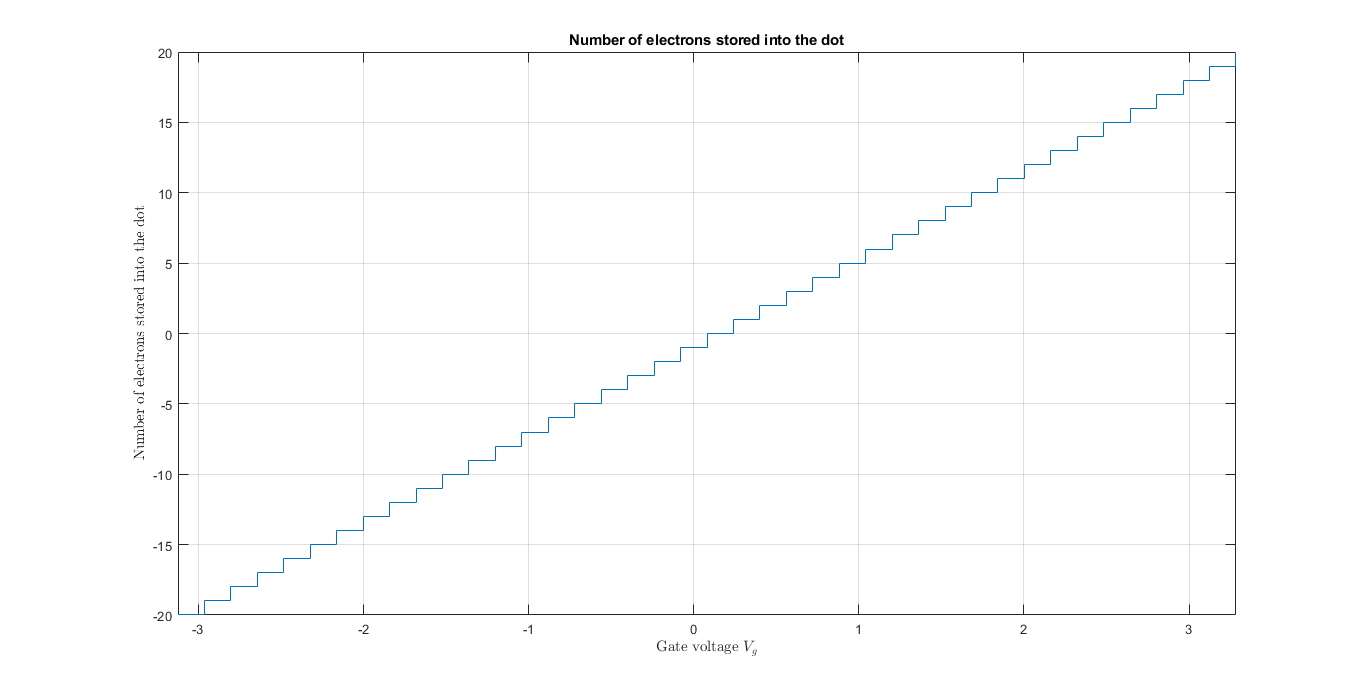 Number of electrons stored into the dot
20
15
10
5
0
-5
-10
-15
-20
Number of electrons stored into the dot
-3 -2 -1 0 1 2 3
Gate voltage V_g